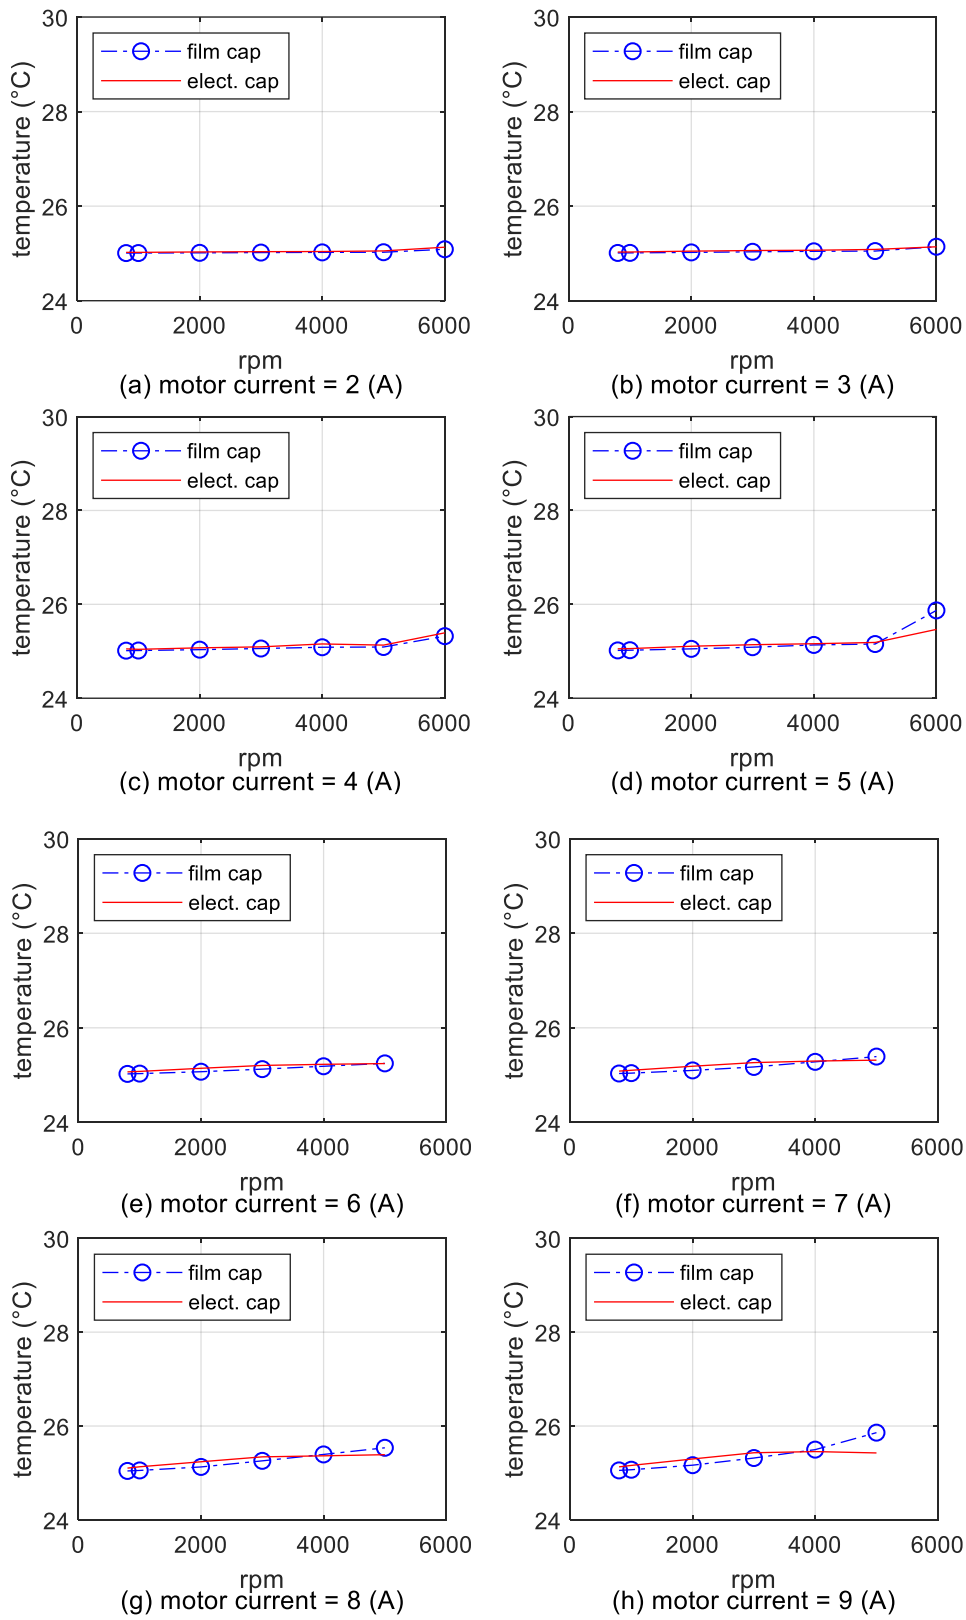 30
28
26
24
temperature (°C)
film cap
elect. cap
0 2000 4000 6000
rpm
(a) motor current = 2 (A)
30
28
26
24
temperature (°C)
film cap
elect. cap
0 2000 4000 6000
rpm
(b) motor current = 3 (A)
30
28
26
24
temperature (°C)
film cap
elect. cap
0 2000 4000 6000
rpm
(c) motor current = 4 (A)
30
28
26
24
temperature (°C)
film cap
elect. cap
0 2000 4000 6000
rpm
(d) motor current = 5 (A)
30
28
26
24
temperature (°C)
film cap
elect. cap
0 2000 4000 6000
rpm
(e) motor current = 6 (A)
30
28
26
24
temperature (°C)
film cap
elect. cap
0 2000 4000 6000
rpm
(f) motor current = 7 (A)
30
28
26
24
temperature (°C)
film cap
elect. cap
0 2000 4000 6000
rpm
(g) motor current = 8 (A)
30
28
26
24
temperature (°C)
film cap
elect. cap
0 2000 4000 6000
rpm
(h) motor current = 9 (A)